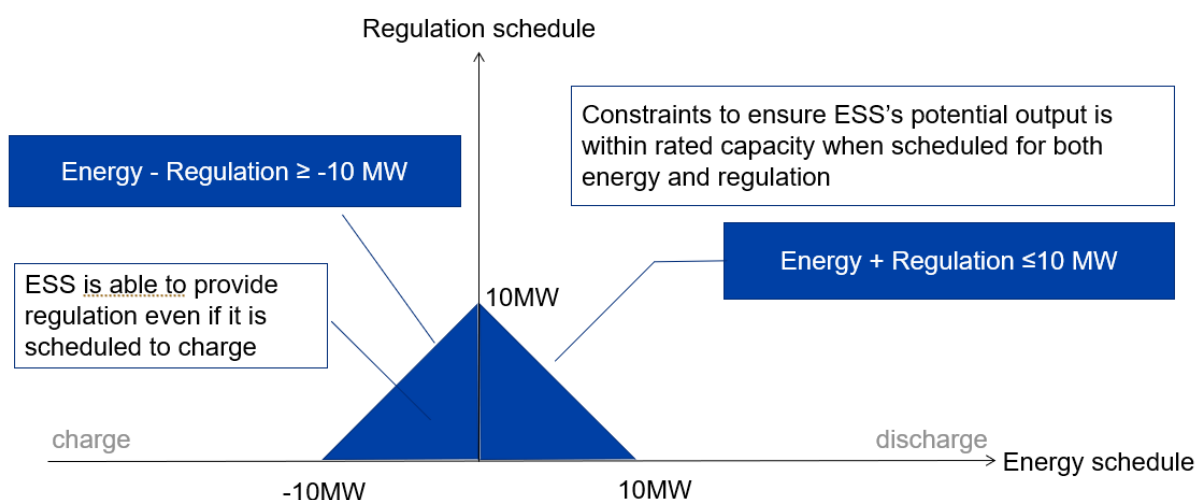 Regulation schedule
Constraints to ensure ESS’s potential output is
within rated capacity when scheduled for both
energy and regulation
Energy - Regulation ≥ -10 MW
Energy + Regulation ≤10 MW
ESS is able to provide
regulation even if it is
scheduled to charge
10MW
charge
discharge
Energy schedule
-10MW
10MW